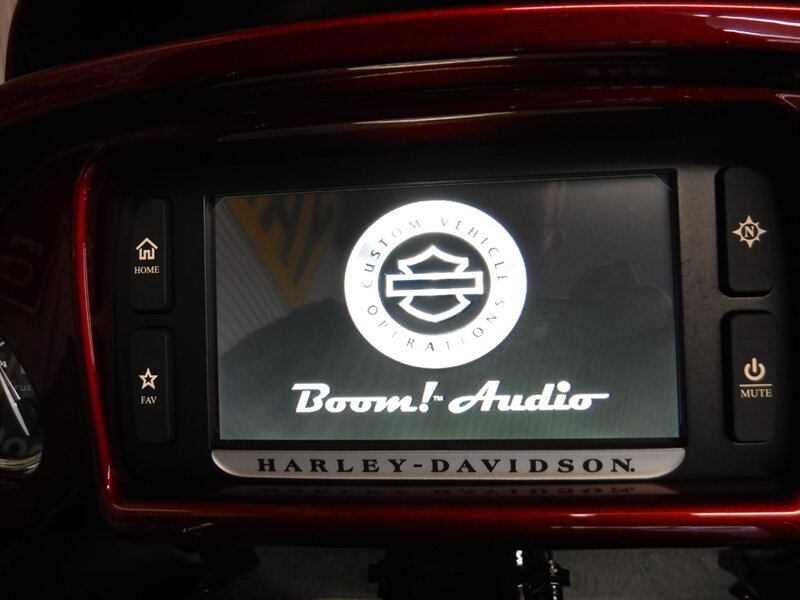 CUSTOM VEHICLE
OPERATIONS
Boom!™ Audio
HARLEY-DAVIDSON.
HOME
FAV
N
MUTE